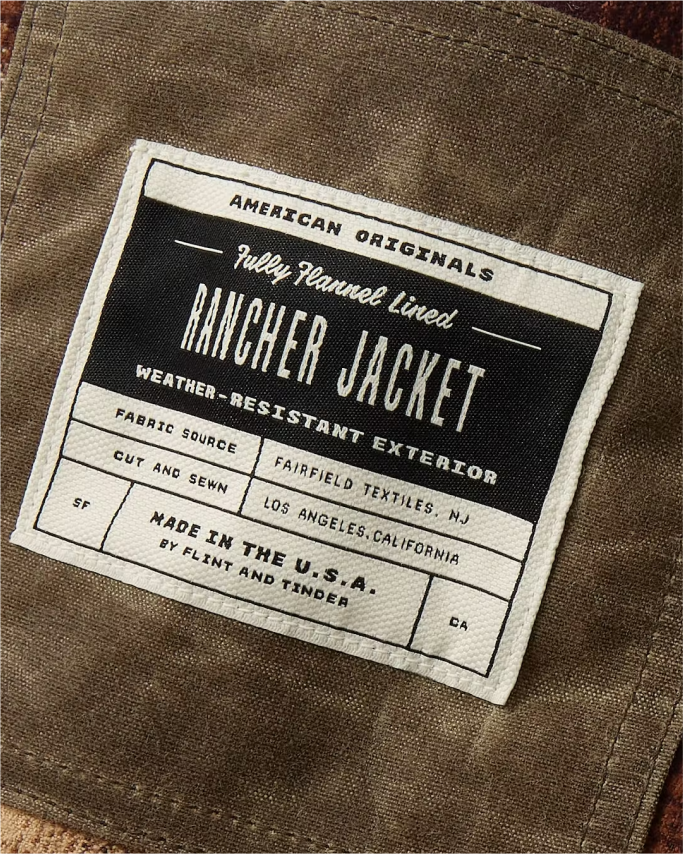 AMERICAN ORIGINALS
Fully Flannel Lined
RANCHER JACKET
WEATHER-RESISTANT EXTERIOR
FABRIC SOURCE
FAIRFIELD TEXTILES, NJ
CUT AND SEWN
LOS ANGELES, CALIFORNIA
SF
MADE IN THE U.S.A.
BY FLINT AND TINDER
CA